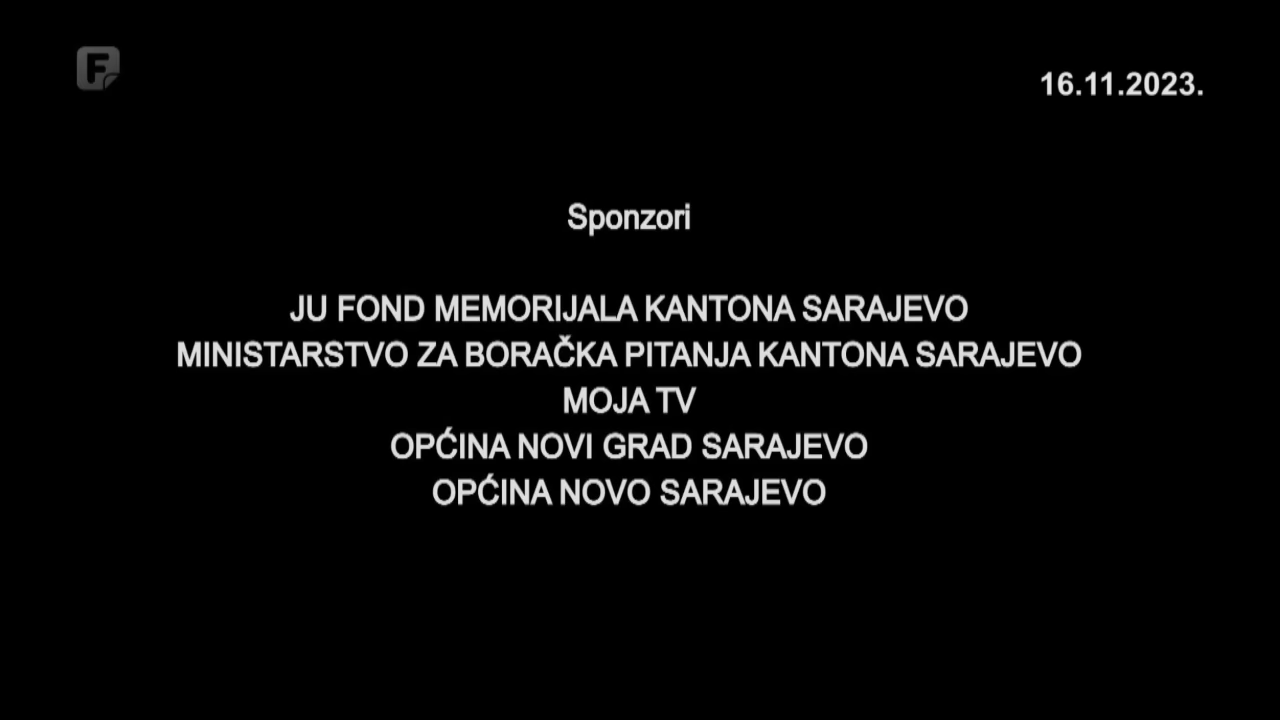 F
16.11.2023.
Sponzori
JU FOND MEMORIJALA KANTONA SARAJEVO
MINISTARSTVO ZA BORAČKA PITANJA KANTONA SARAJEVO
MOJA TV
OPĆINA NOVI GRAD SARAJEVO
OPĆINA NOVO SARAJEVO